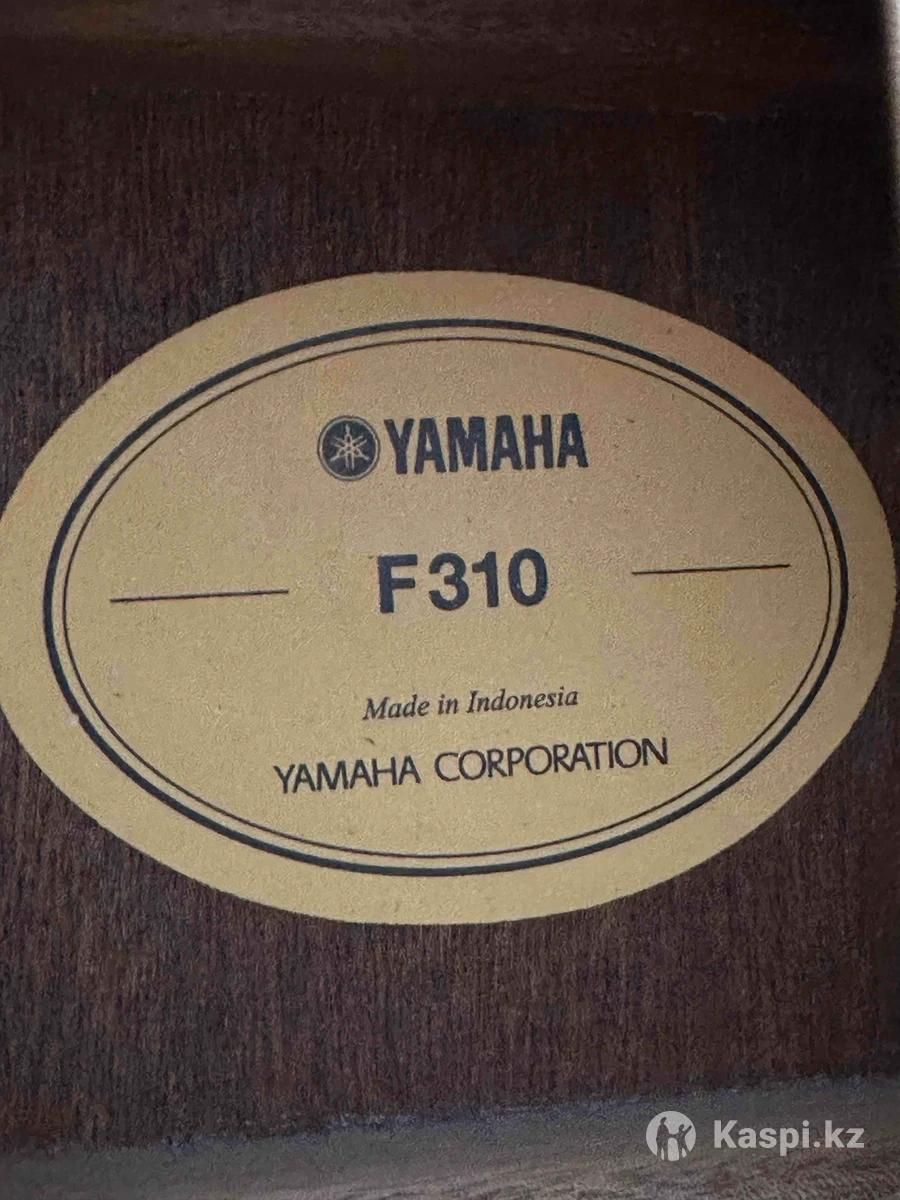 YAMAHA
F310
Made in Indonesia
YAMAHA CORPORATION
Kaspi.kz